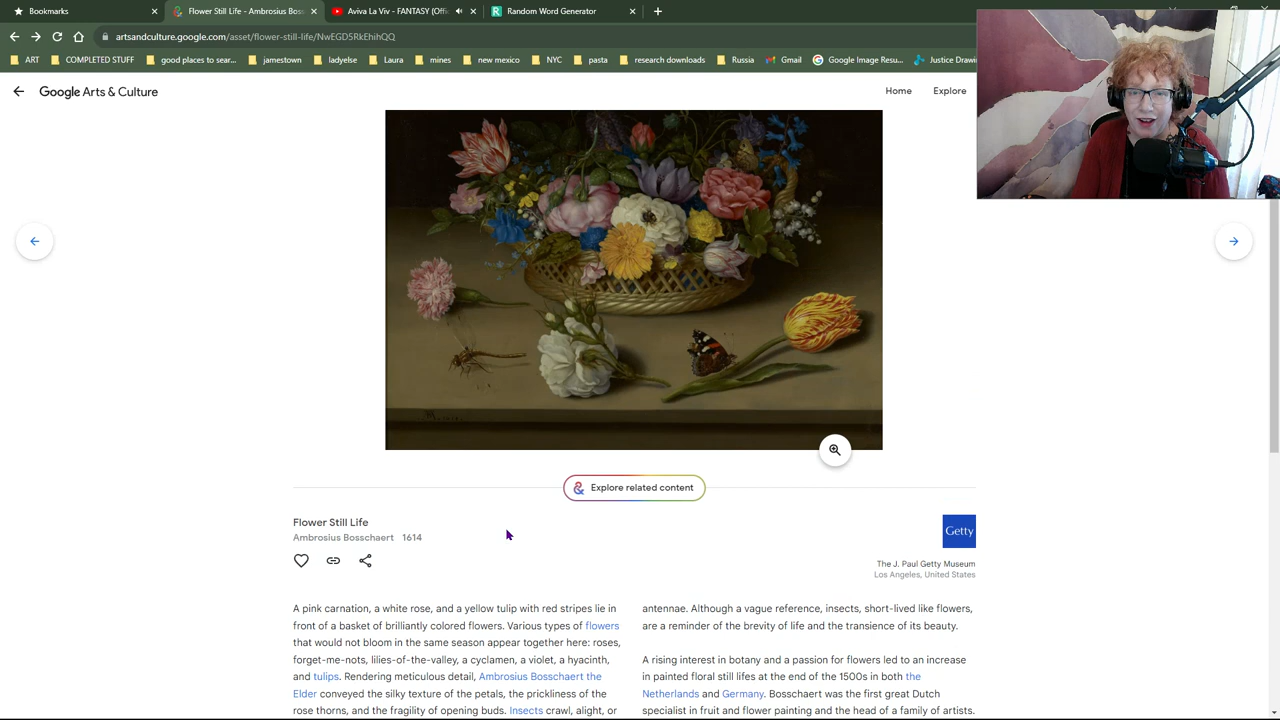 Bookmarks
Flower Still Life - Ambrosius Boss
Aviva La Viv - FANTASY (Offi
Random Word Generator
artsandculture.google.com/asset/flower-still-life/NwEGD5RkEhihQQ
ART COMPLETED STUFF good places to sear... jamestown ladyelse Laura mines new mexico NYC pasta research downloads Russia Gmail Google Image Resu... Justice Drawi
Google Arts & Culture
Home Explore
Explore related content
Flower Still Life
Ambrosius Bosschaert 1614
Getty
The J. Paul Getty Museum
Los Angeles, United States
A pink carnation, a white rose, and a yellow tulip with red stripes lie in
front of a basket of brilliantly colored flowers. Various types of flowers
that would not bloom in the same season appear together here: roses,
forget-me-nots, lilies-of-the-valley, a cyclamen, a violet, a hyacinth,
and tulips. Rendering meticulous detail, Ambrosius Bosschaert the
Elder conveyed the silky texture of the petals, the prickliness of the
rose thorns, and the fragility of opening buds. Insects crawl, alight, or
antennae. Although a vague reference, insects, short-lived like flowers,
are a reminder of the brevity of life and the transience of its beauty.
A rising interest in botany and a passion for flowers led to an increase
in painted floral still lifes at the end of the 1500s in both the
Netherlands and Germany. Bosschaert was the first great Dutch
specialist in fruit and flower painting and the head of a family of artists.